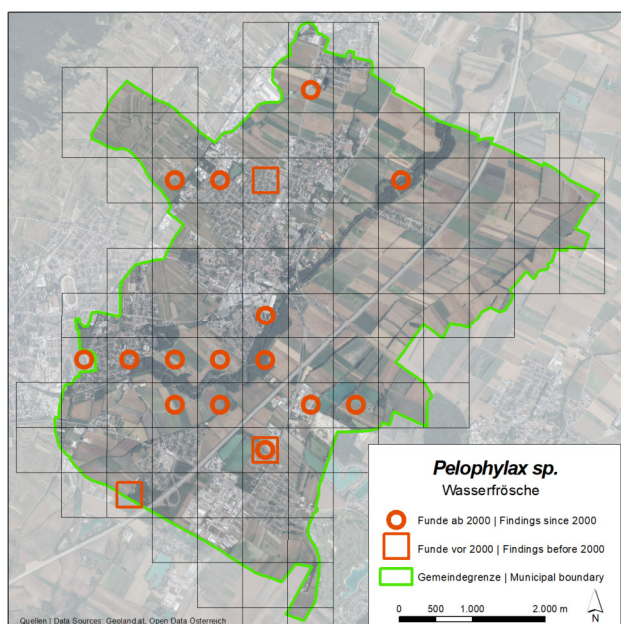 Pelophylax sp.
Wasserfrösche
Funde ab 2000 | Findings since 2000
Funde vor 2000 | Findings before 2000
Gemeindegrenze | Municipal boundary
0 500 1.000 2.000 m
N
Quellen | Data Sources: Geoland.at, Open Data Österreich